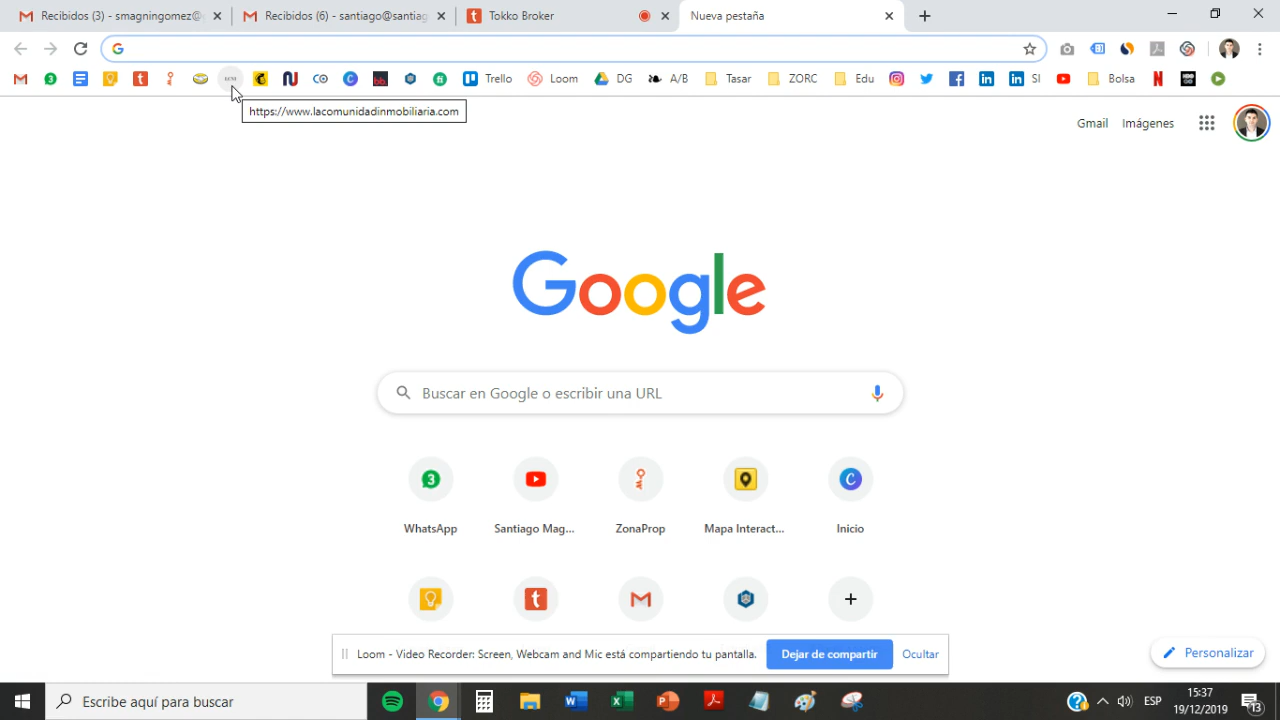 Recibidos (3) - smagningomez@
Recibidos (6) - santiago@santiag
Tokko Broker
Nueva pestaña
Trello
Loom
DG
A/B
Tasar
ZORC
Edu
SI
Bolsa
https://www.lacomunidadinmobiliaria.com
Gmail
Imágenes
Google
Buscar en Google o escribir una URL
WhatsApp
Santiago Mag...
ZonaProp
Mapa Interact...
Inicio
Loom - Video Recorder: Screen, Webcam and Mic está compartiendo tu pantalla.
Dejar de compartir
Ocultar
Personalizar
Escribe aquí para buscar
ESP
15:37
19/12/2019
13